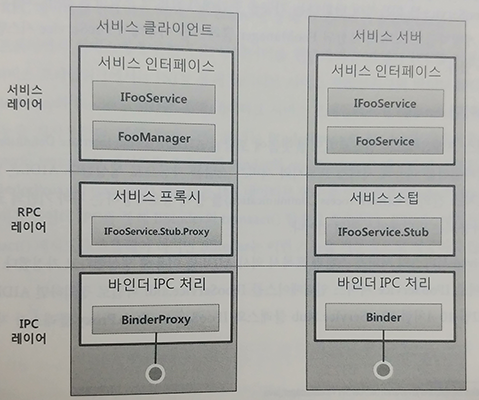 서비스 클라이언트
서비스 인터페이스
IFooService
FooManager
서비스 서버
서비스 인터페이스
IFooService
FooService
서비스
레이어
서비스 프록시
IFooService.Stub.Proxy
서비스 스텁
IFooService.Stub
RPC
레이어
바인더 IPC 처리
BinderProxy
바인더 IPC 처리
Binder
IPC
레이어